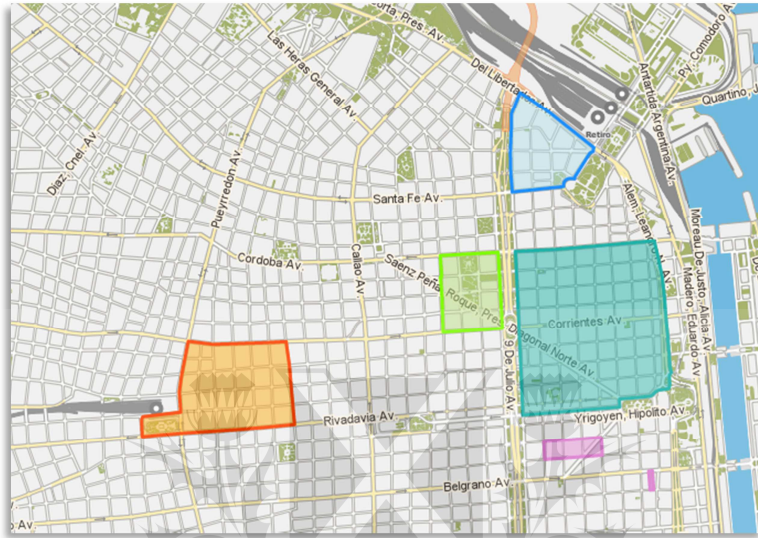 orta, Pres. Av
Las Heras General Av.
Del Libertador Av.
Py. Comodoro A
Quartino, J
Antartida Argentina Av.
Retiro
Diaz, Cnel. Av
Pueyrredon Av.
Santa Fe Av.
Alem, Leandro N. Av.
Moreau De Justo, Alicia Av.
Madero, Eduardo Av.
Cordoba Av.
Callao Av.
Saenz Peña, Roque, Pres. Diagonal Norte Av.
Corrientes Av
9 De Julio Av.
Rivadavia Av.
Yrigoyen, Hipolito Av.
Belgrano Av.
o Av